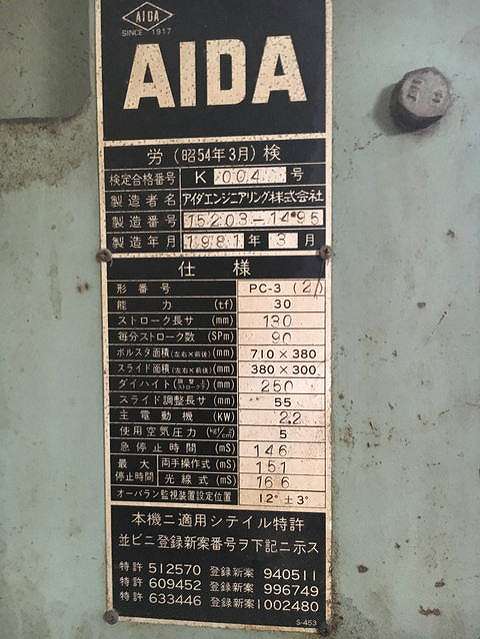 AIDA
SINCE 1917
AIDA
労(昭54年3月)検
検定合格番号 K 004 号
製造者名 アイダエンジニアリング株式会社
製造番号 15203-1495
製造年月 1981年3月
仕様
形番号 PC-3 (2)
能力 (tf) 30
ストローク長サ (mm) 130
毎分ストローク数 (SPm) 90
ボルスタ面積(左右×前後) (mm) 710×380
スライド面積(左右×前後) (mm) 380×300
ダイハイト (mm) 250
スライド調整長サ (mm) 55
主電動機 (KW) 2.2
使用空気圧力 (kg/cm²) 5
急停止時間 (mS) 146
最大停止時間 両手操作式 (mS) 151
光線式 (mS) 166
オーバラン監視装置設定位置 12°±3°
本機ニ適用シテイル特許
並ビニ登録新案番号ヲ下記ニ示ス
特許 512570 登録新案 940511
特許 609452 登録新案 996749
特許 633446 登録新案 1002480
S-453